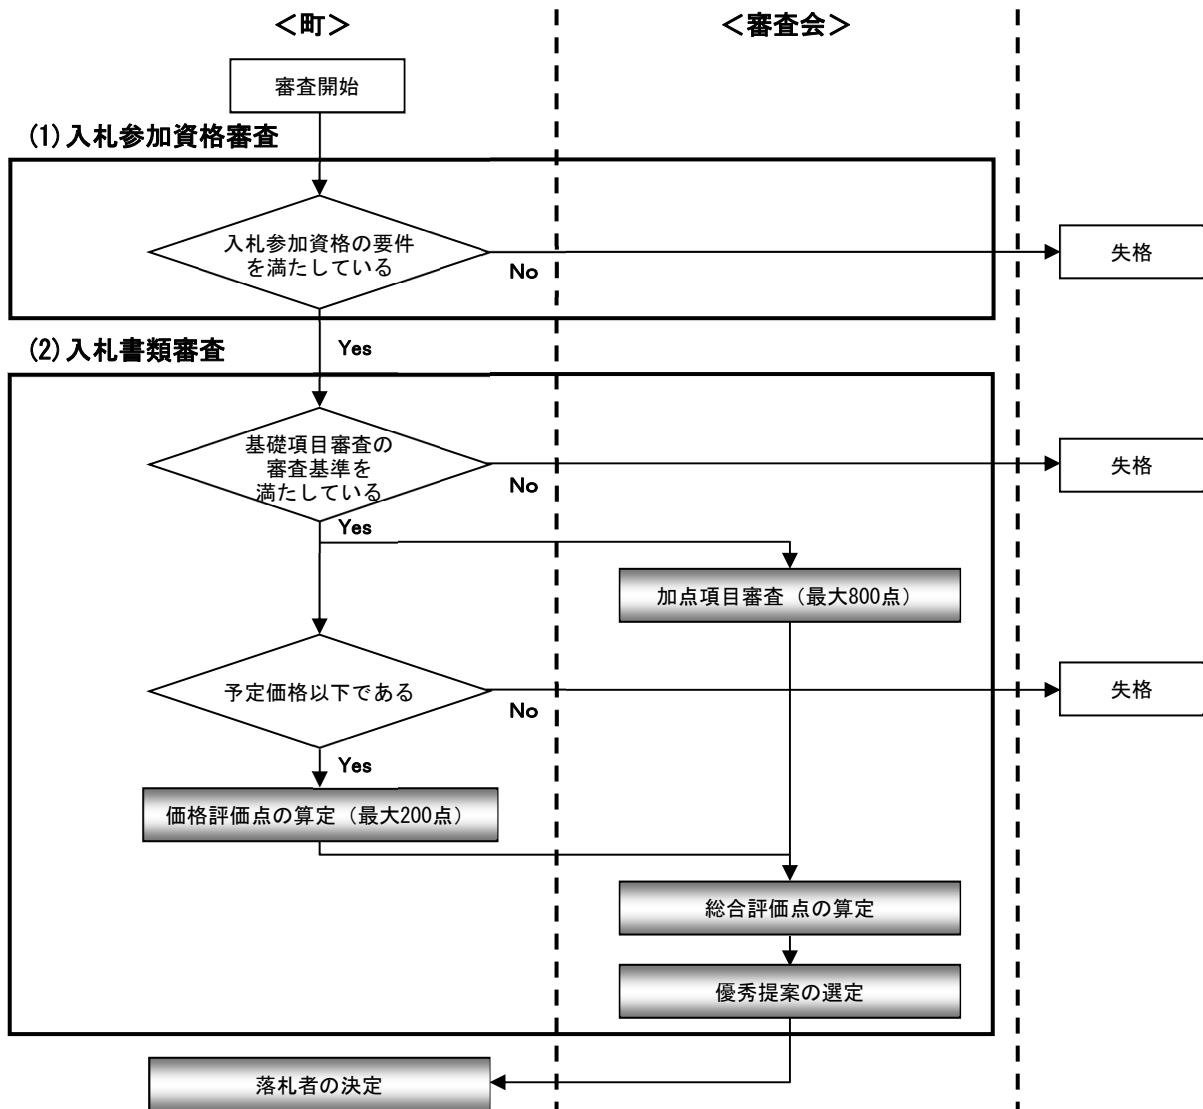 ＜町＞
＜審査会＞
審査開始
(1)入札参加資格審査
入札参加資格の要件
を満たしている
No
失格
Yes
(2)入札書類審査
基礎項目審査の
審査基準を
満たしている
No
失格
Yes
加点項目審査（最大800点）
予定価格以下である
No
失格
Yes
価格評価点の算定（最大200点）
総合評価点の算定
優秀提案の選定
落札者の決定